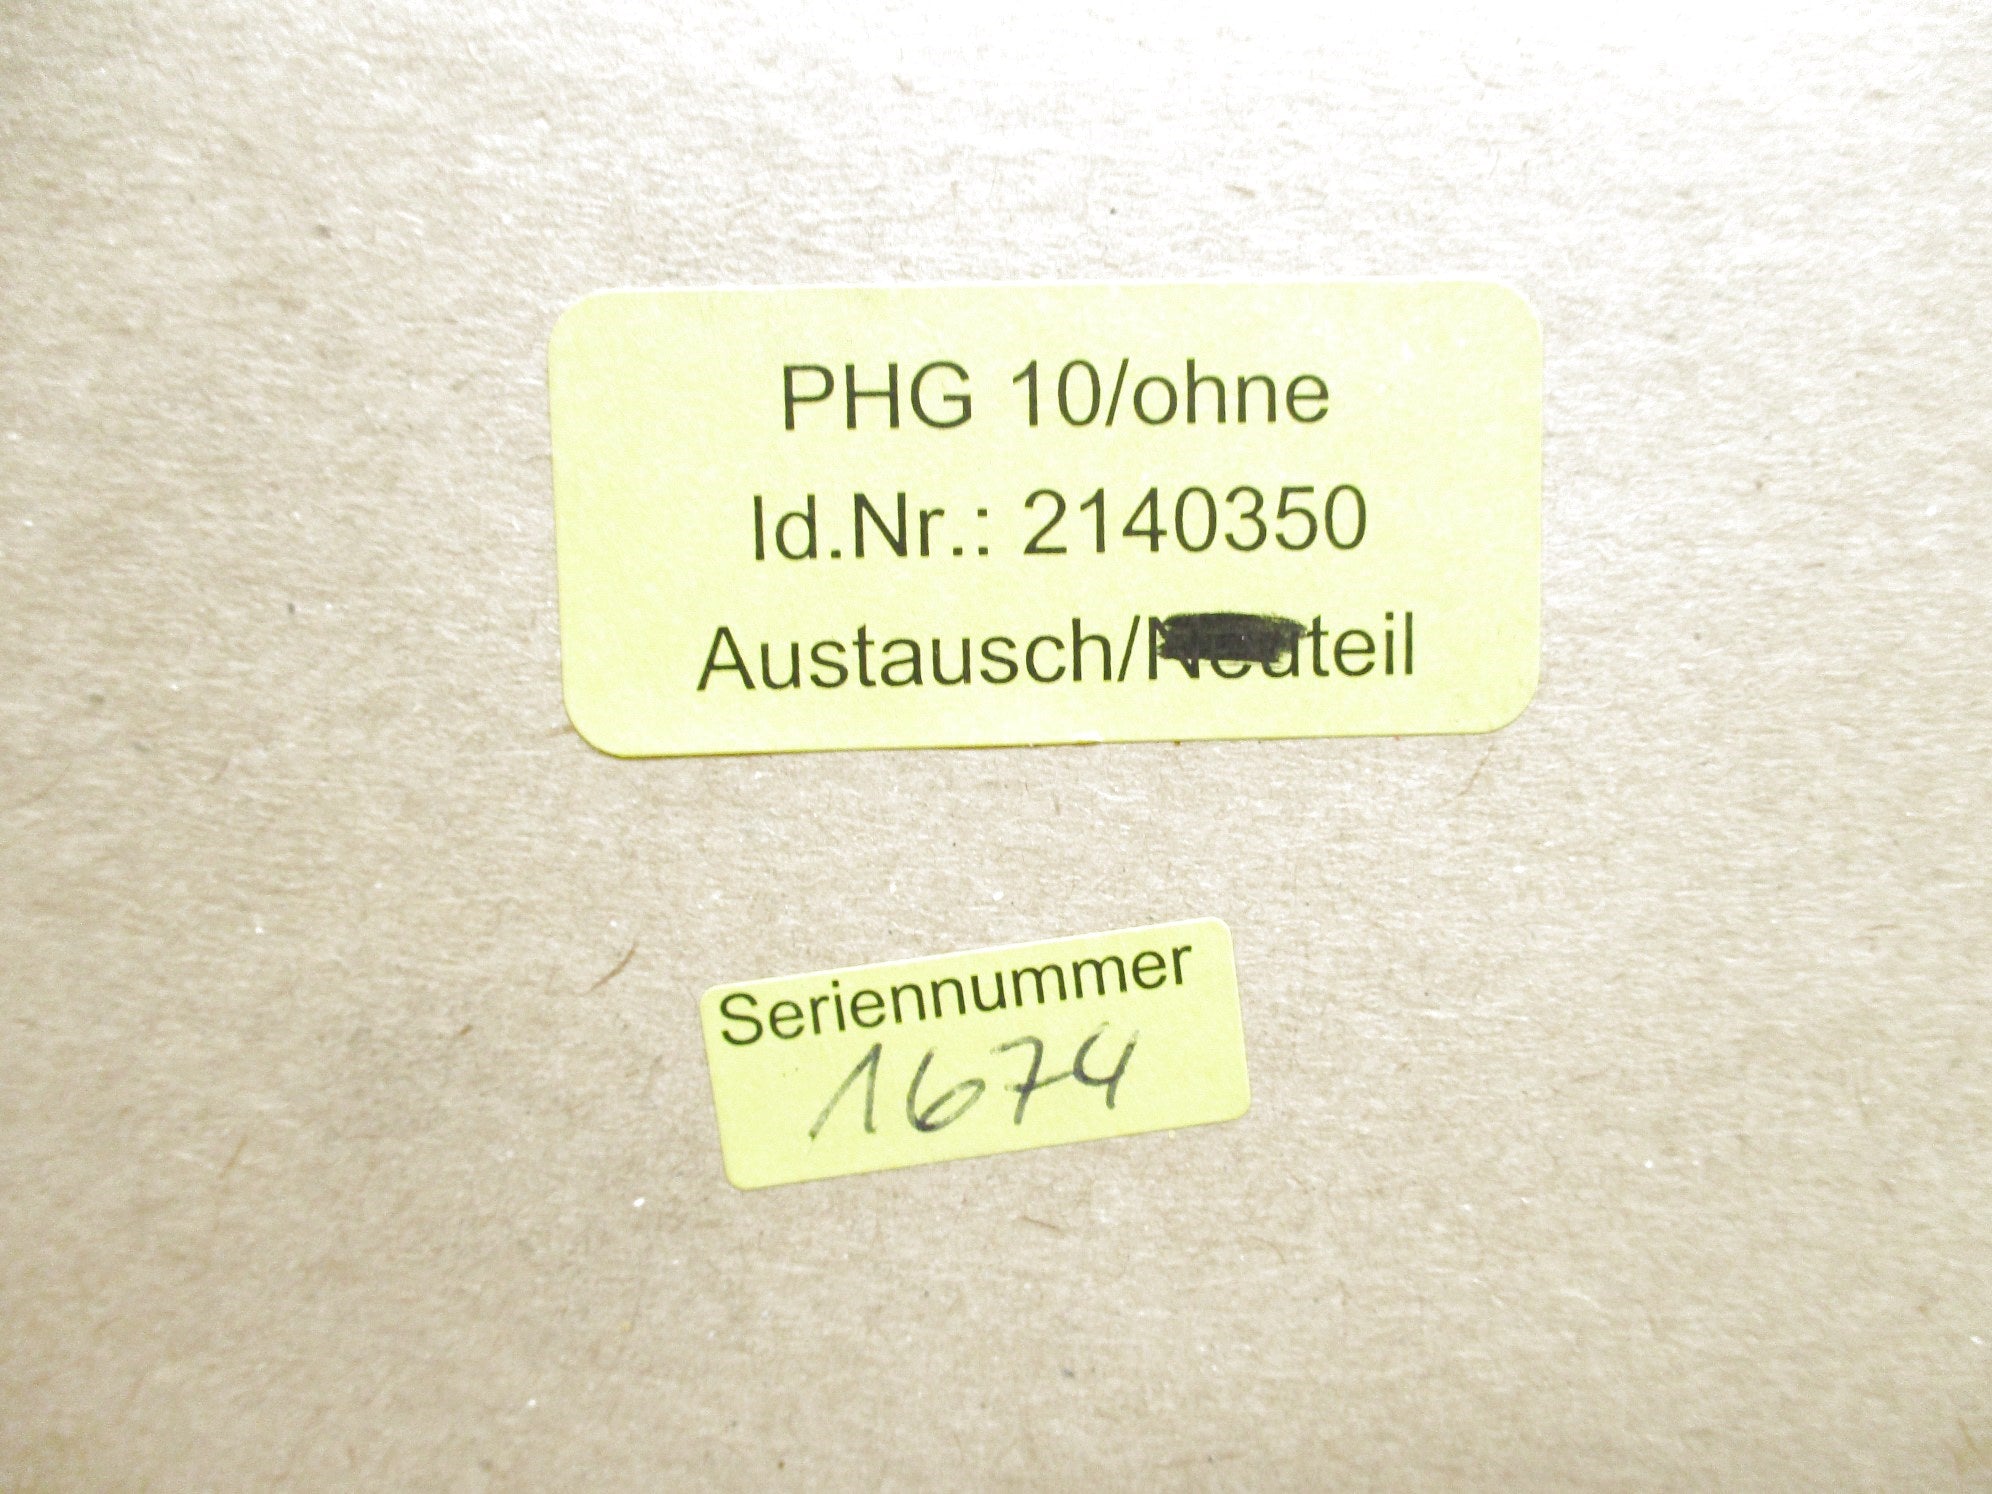 PHG 10/ohne
Id.Nr.: 2140350
Austausch/Neuteil
Seriennummer
1674